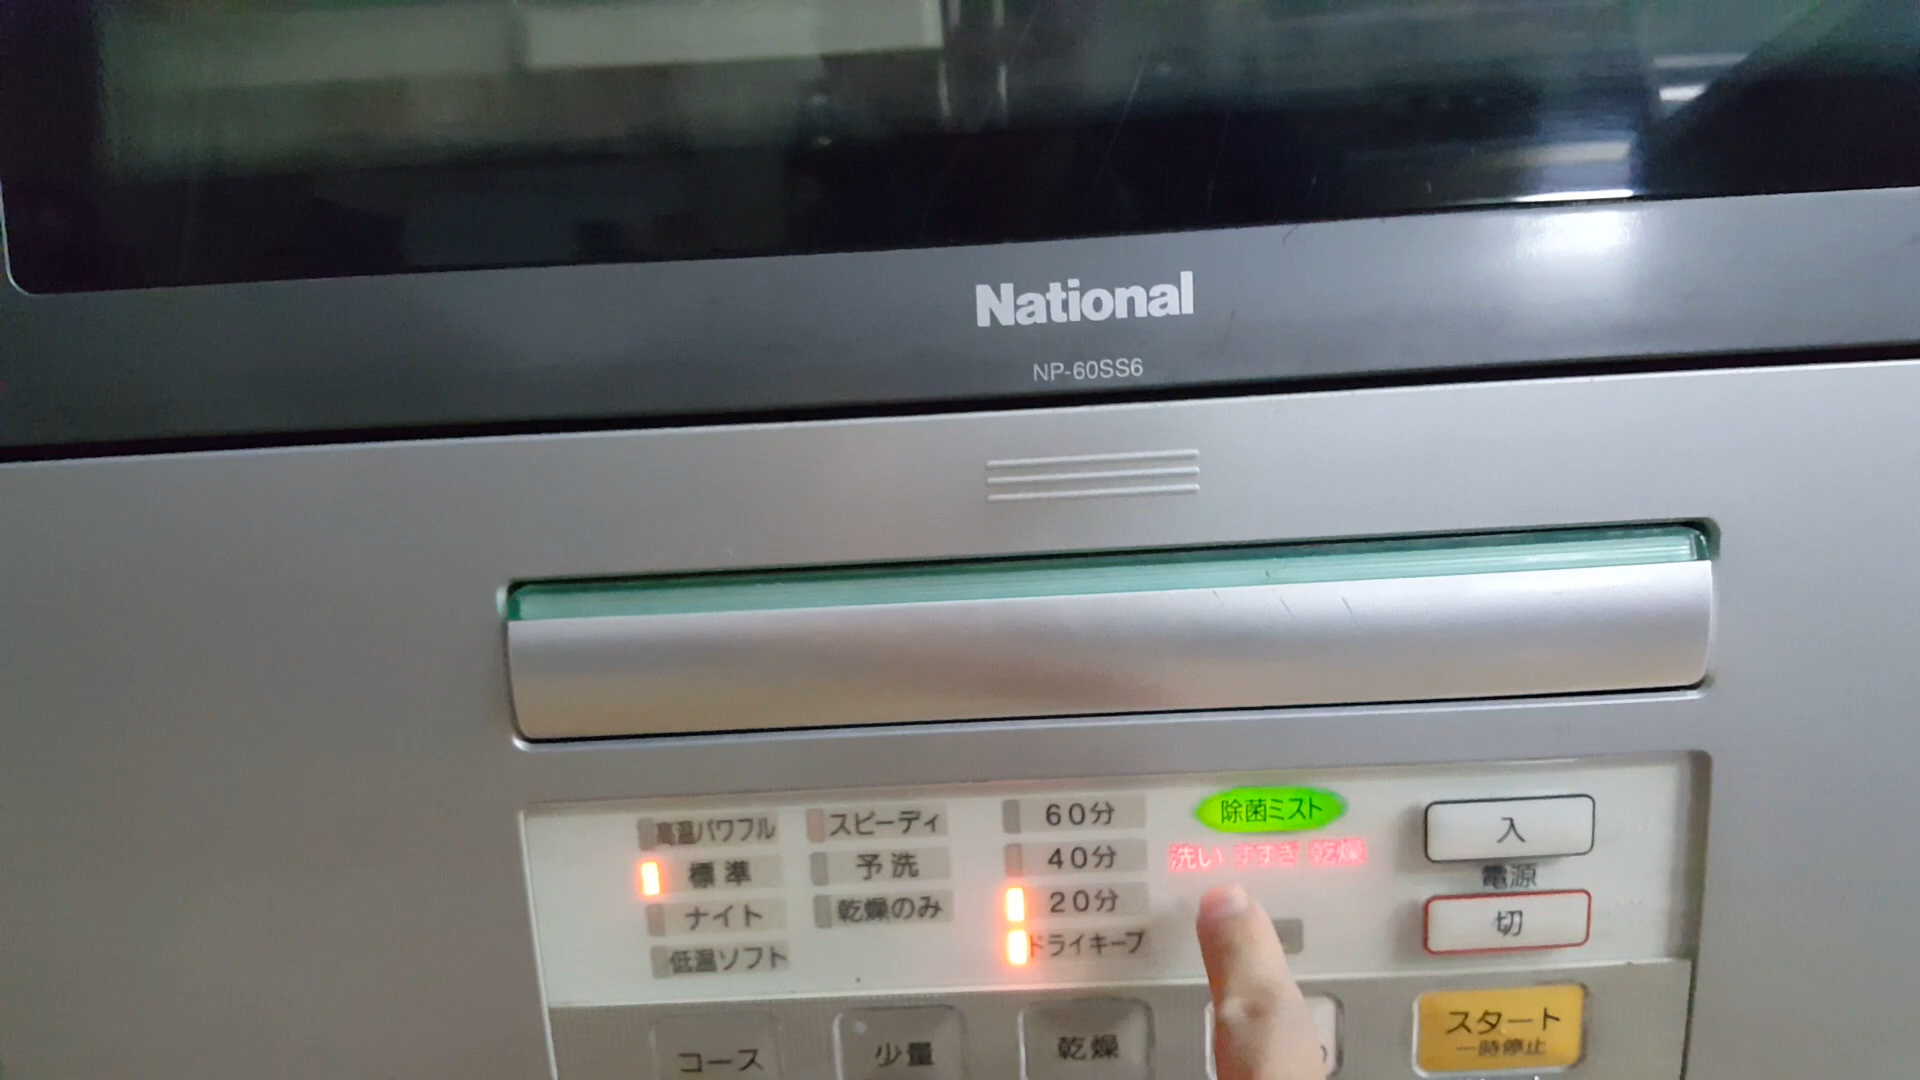 National
NP-60SS6
高温パワフル
標準
ナイト
低温ソフト
スピーディ
予洗
乾燥のみ
60分
40分
20分
ドライキープ
除菌ミスト
洗い すすぎ 乾燥
入
電源
切
コース
少量
乾燥
スタート
一時停止